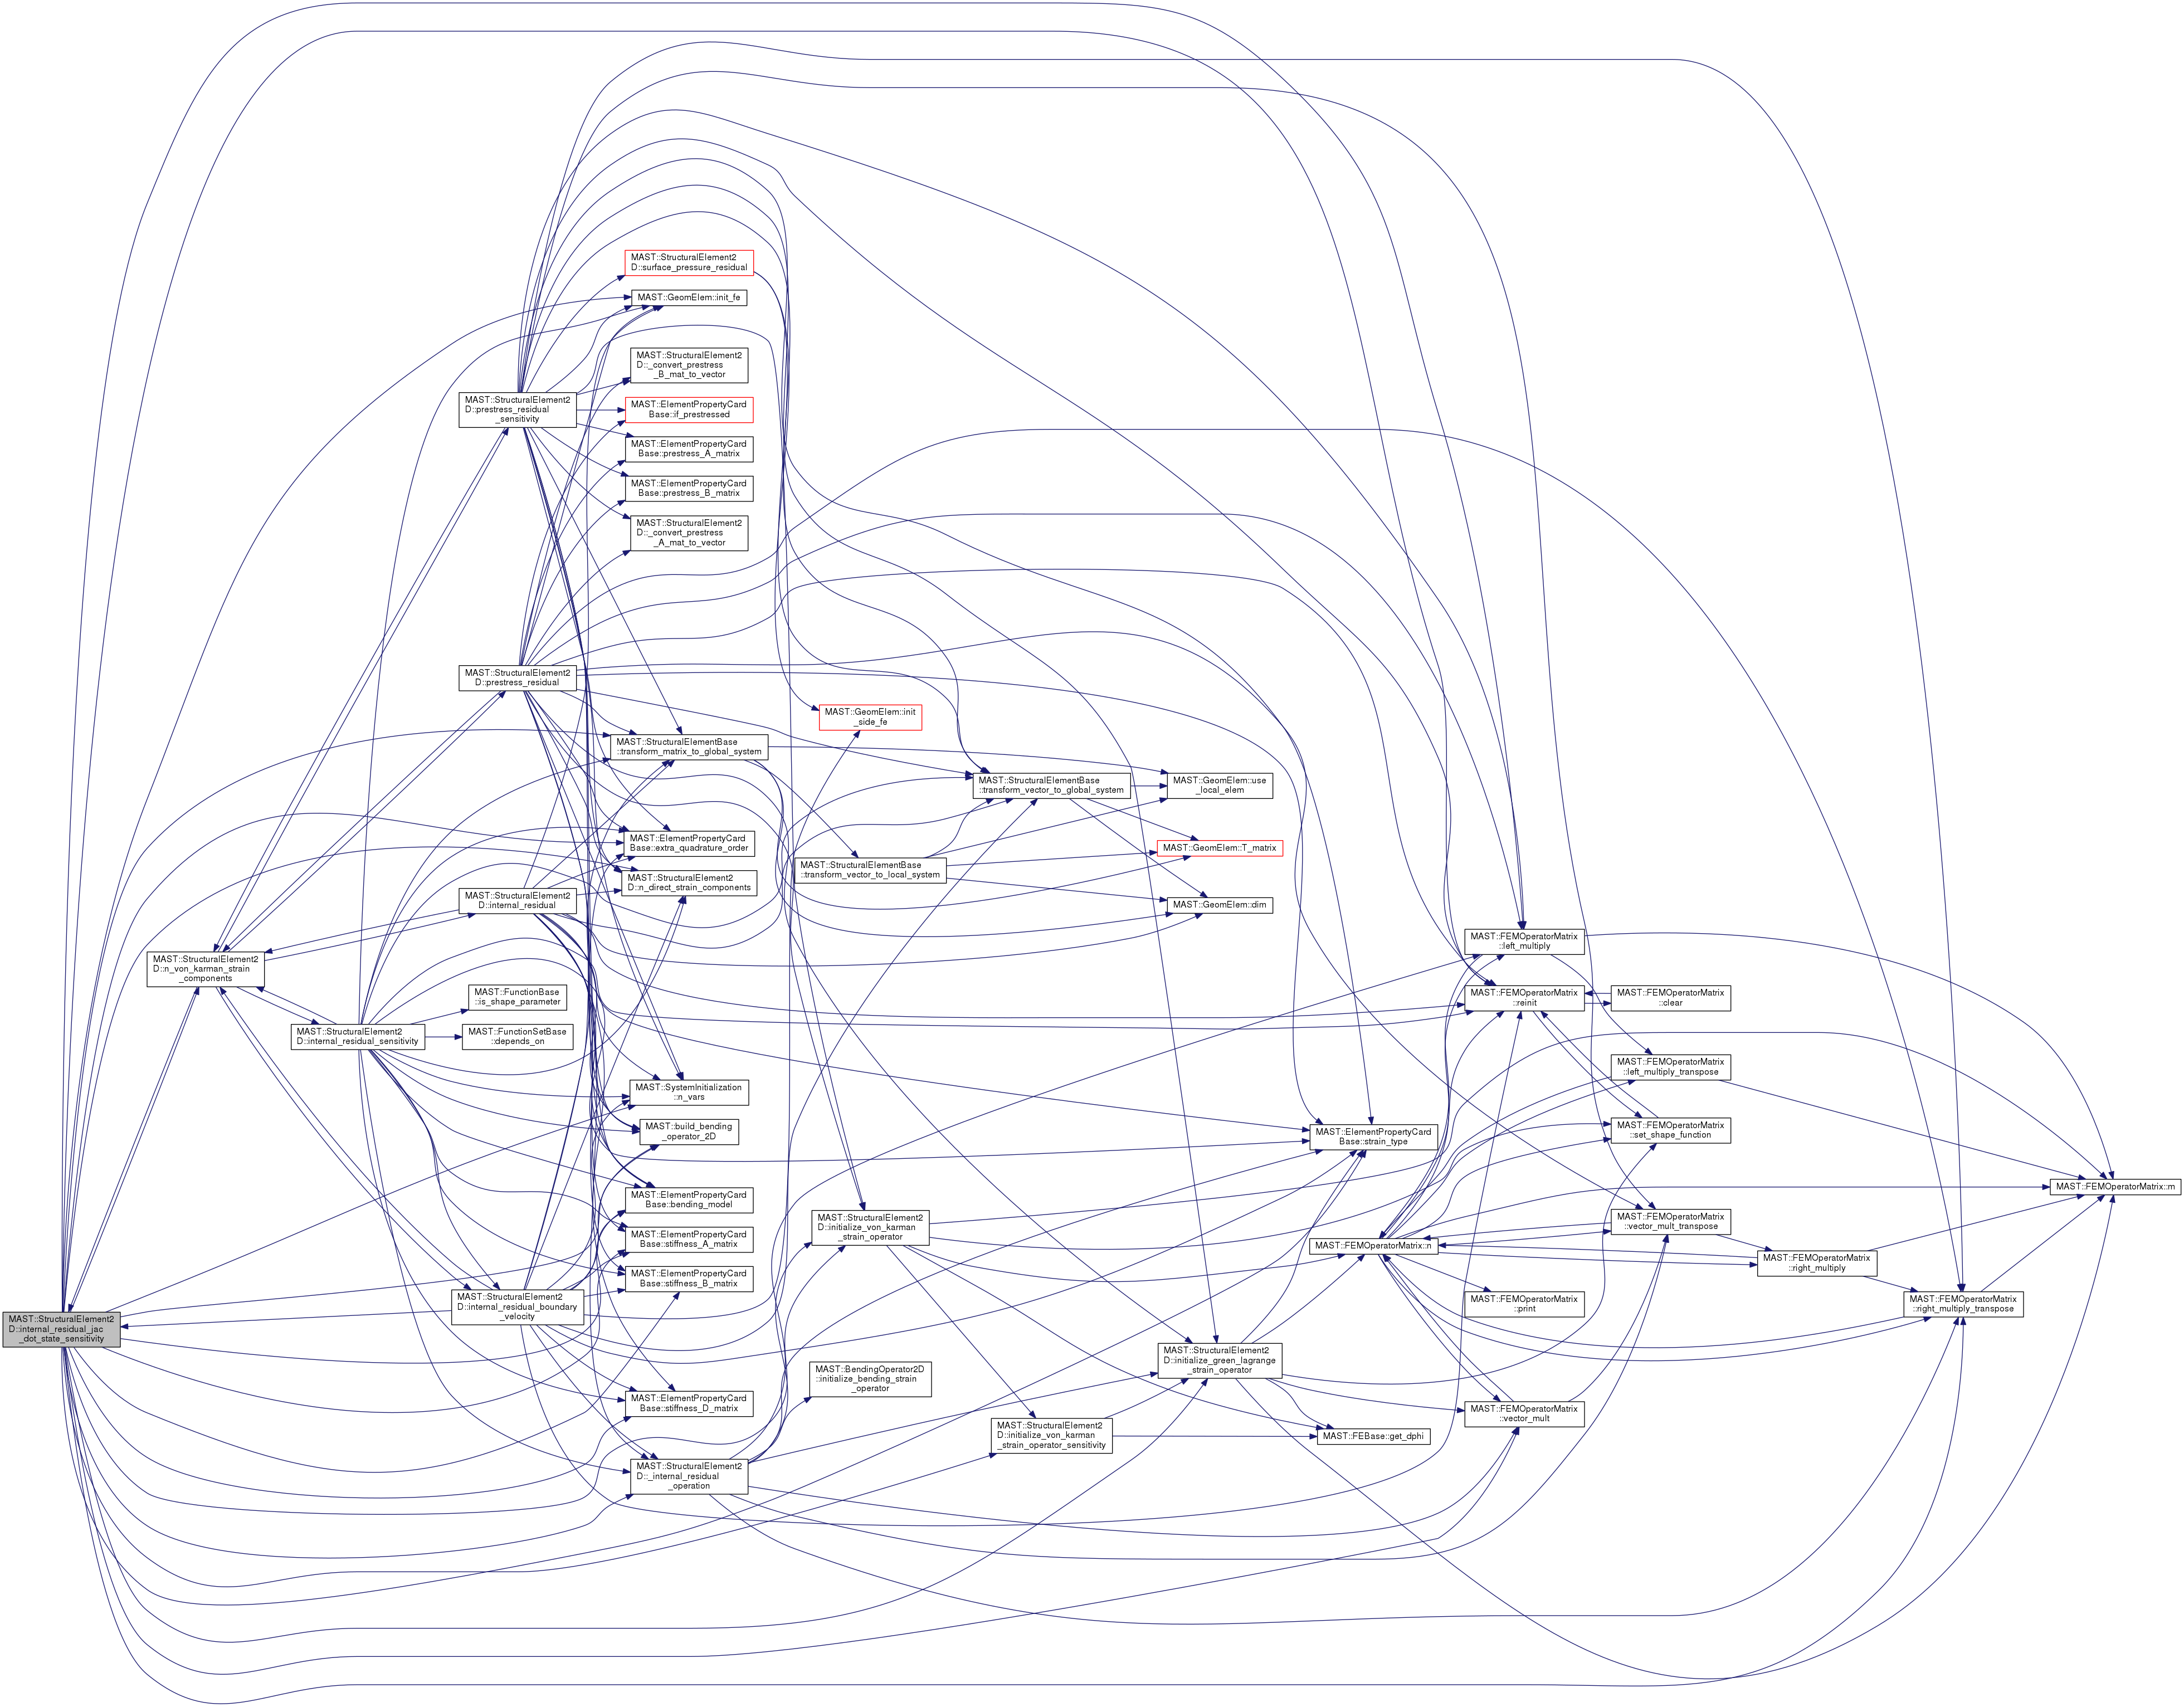 MAST::StructuralElement2
D::surface_pressure_residual
MAST::GeomElem::init_fe
MAST::StructuralElement2
D::_convert_prestress
_B_mat_to_vector
MAST::StructuralElement2
D::prestress_residual
_sensitivity
MAST::ElementPropertyCard
Base::if_prestressed
MAST::ElementPropertyCard
Base::prestress_A_matrix
MAST::ElementPropertyCard
Base::prestress_B_matrix
MAST::StructuralElement2
D::_convert_prestress
_A_mat_to_vector
MAST::StructuralElement2
D::prestress_residual
MAST::GeomElem::init
_side_fe
MAST::StructuralElementBase
::transform_matrix_to_global_system
MAST::StructuralElementBase
::transform_vector_to_global_system
MAST::GeomElem::use
_local_elem
MAST::ElementPropertyCard
Base::extra_quadrature_order
MAST::GeomElem::T_matrix
MAST::StructuralElementBase
::transform_vector_to_local_system
MAST::StructuralElement2
D::n_direct_strain_components
MAST::StructuralElement2
D::internal_residual
MAST::GeomElem::dim
MAST::FEMOperatorMatrix
::left_multiply
MAST::StructuralElement2
D::n_von_karman_strain
_components
MAST::FunctionBase
::is_shape_parameter
MAST::FEMOperatorMatrix
::reinit
MAST::FEMOperatorMatrix
::clear
MAST::StructuralElement2
D::internal_residual_sensitivity
MAST::FunctionSetBase
::depends_on
MAST::FEMOperatorMatrix
::left_multiply_transpose
MAST::SystemInitialization
::n_vars
MAST::build_bending
_operator_2D
MAST::ElementPropertyCard
Base::strain_type
MAST::FEMOperatorMatrix
::set_shape_function
MAST::FEMOperatorMatrix::m
MAST::ElementPropertyCard
Base::bending_model
MAST::StructuralElement2
D::initialize_von_karman
_strain_operator
MAST::FEMOperatorMatrix
::vector_mult_transpose
MAST::ElementPropertyCard
Base::stiffness_A_matrix
MAST::FEMOperatorMatrix::n
MAST::FEMOperatorMatrix
::right_multiply
MAST::ElementPropertyCard
Base::stiffness_B_matrix
MAST::StructuralElement2
D::internal_residual_boundary
_velocity
MAST::FEMOperatorMatrix
::print
MAST::FEMOperatorMatrix
::right_multiply_transpose
MAST::StructuralElement2
D::internal_residual_jac
_dot_state_sensitivity
MAST::StructuralElement2
D::initialize_green_lagrange
_strain_operator
MAST::BendingOperator2D
::initialize_bending_strain
_operator
MAST::ElementPropertyCard
Base::stiffness_D_matrix
MAST::FEMOperatorMatrix
::vector_mult
MAST::StructuralElement2
D::initialize_von_karman
_strain_operator_sensitivity
MAST::FEBase::get_dphi
MAST::StructuralElement2
D::_internal_residual
_operation